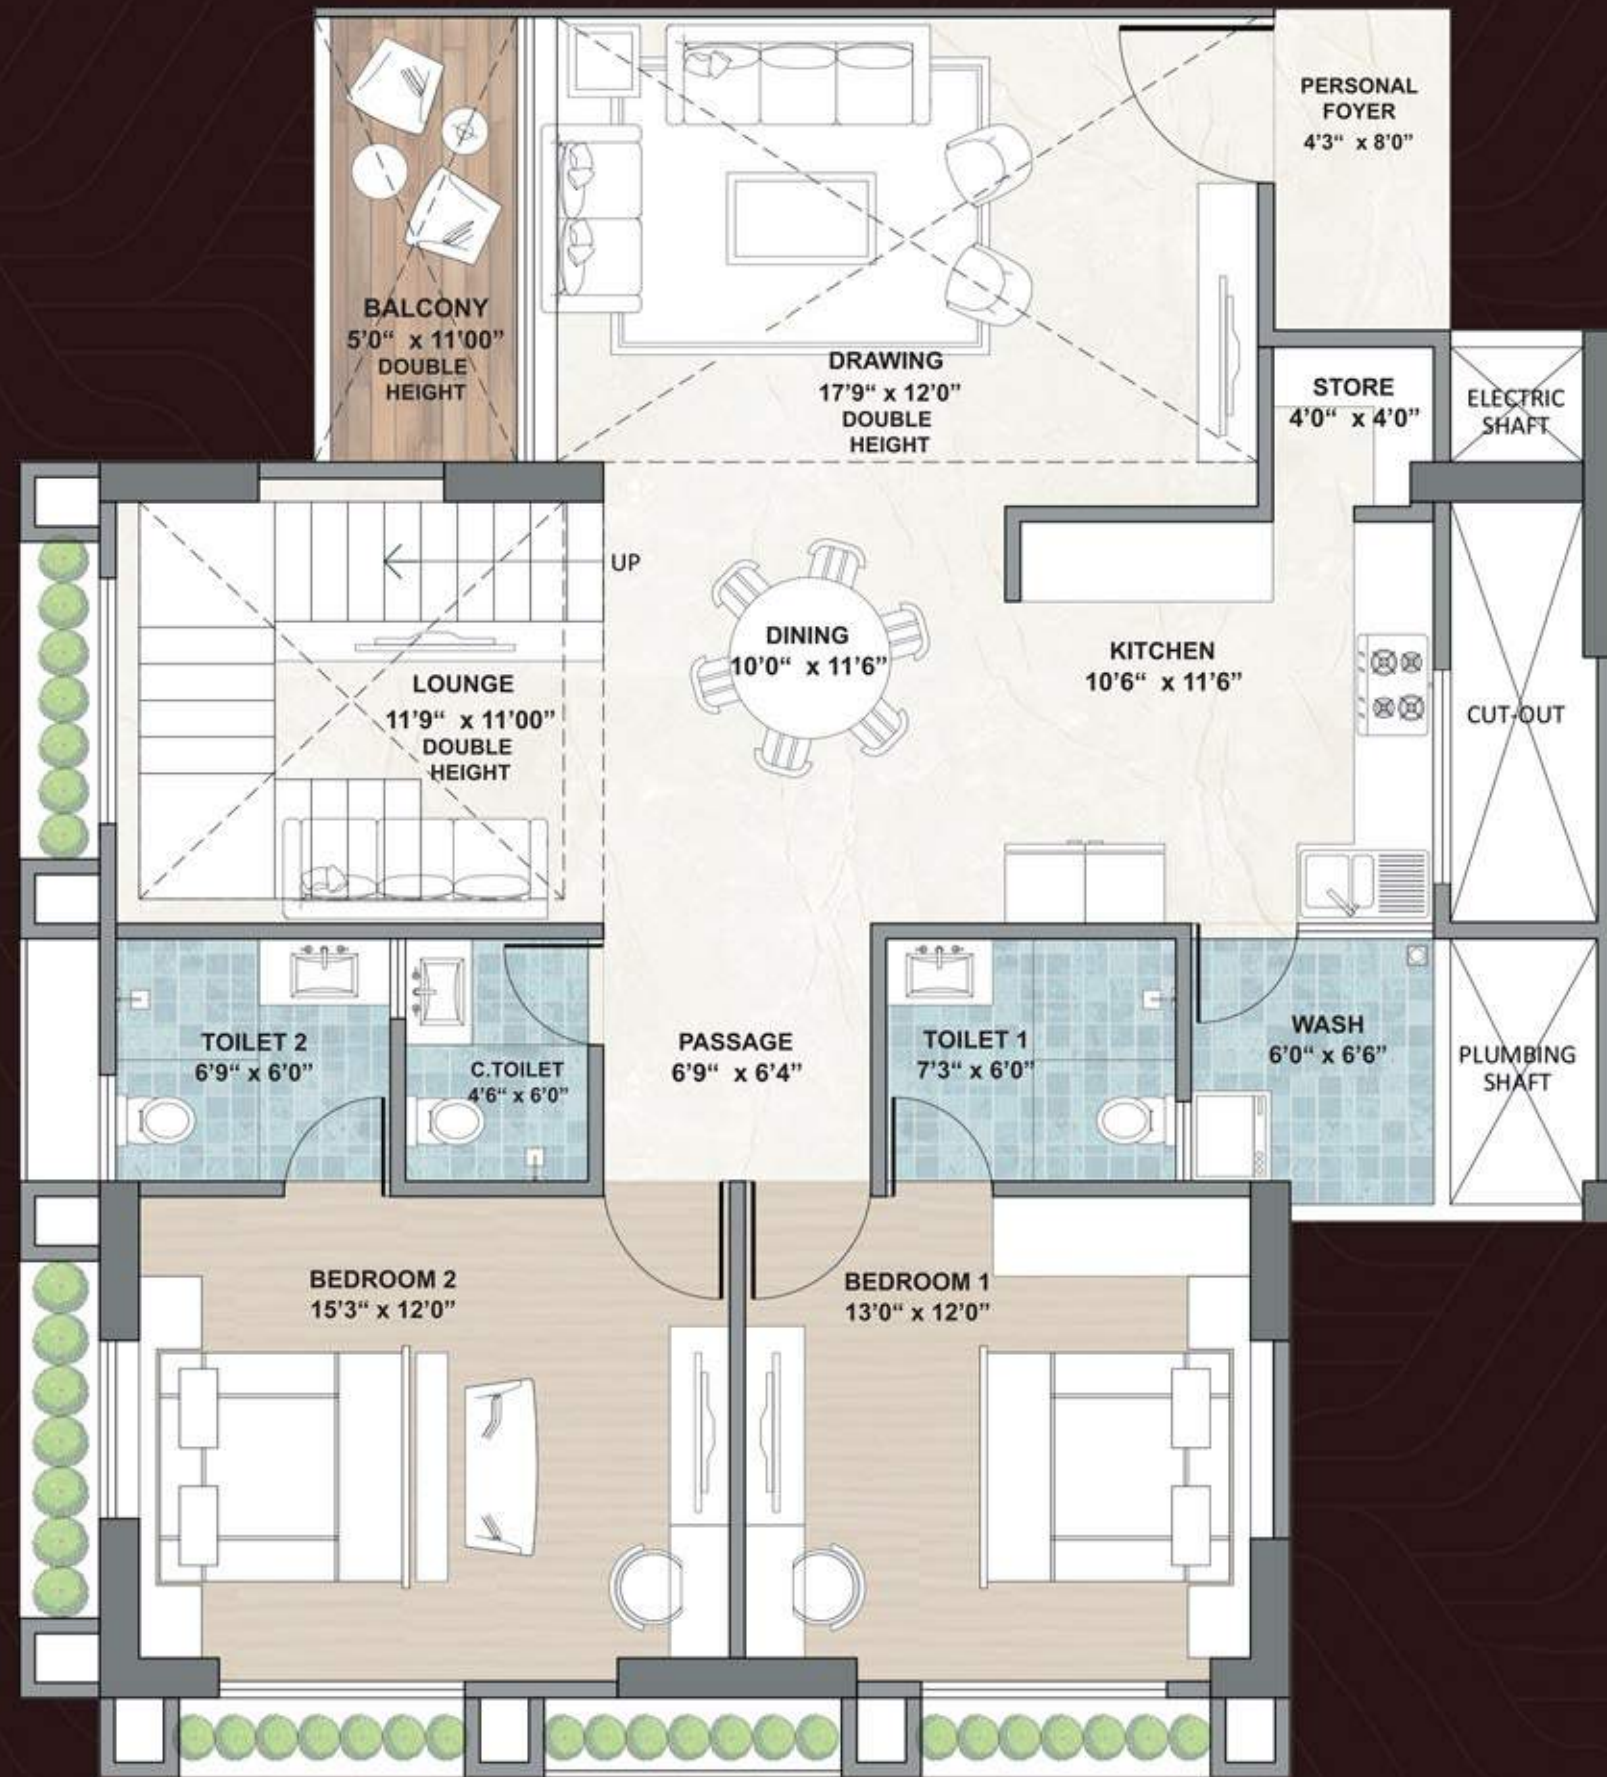 PERSONAL
FOYER
4'3“ x 8'0”
BALCONY
5'0“ x 11'00”
DOUBLE
HEIGHT
DRAWING
17'9“ x 12'0”
DOUBLE
HEIGHT
STORE
4'0“ x 4'0”
ELECTRIC
SHAFT
UP
LOUNGE
11'9“ x 11'00”
DOUBLE
HEIGHT
DINING
10'0“ x 11'6”
KITCHEN
10'6“ x 11'6”
CUT-OUT
TOILET 2
6'9“ x 6'0”
C.TOILET
4'6“ x 6'0”
PASSAGE
6'9“ x 6'4”
TOILET 1
7'3“ x 6'0”
WASH
6'0“ x 6'6”
PLUMBING
SHAFT
BEDROOM 2
15'3“ x 12'0”
BEDROOM 1
13'0“ x 12'0”